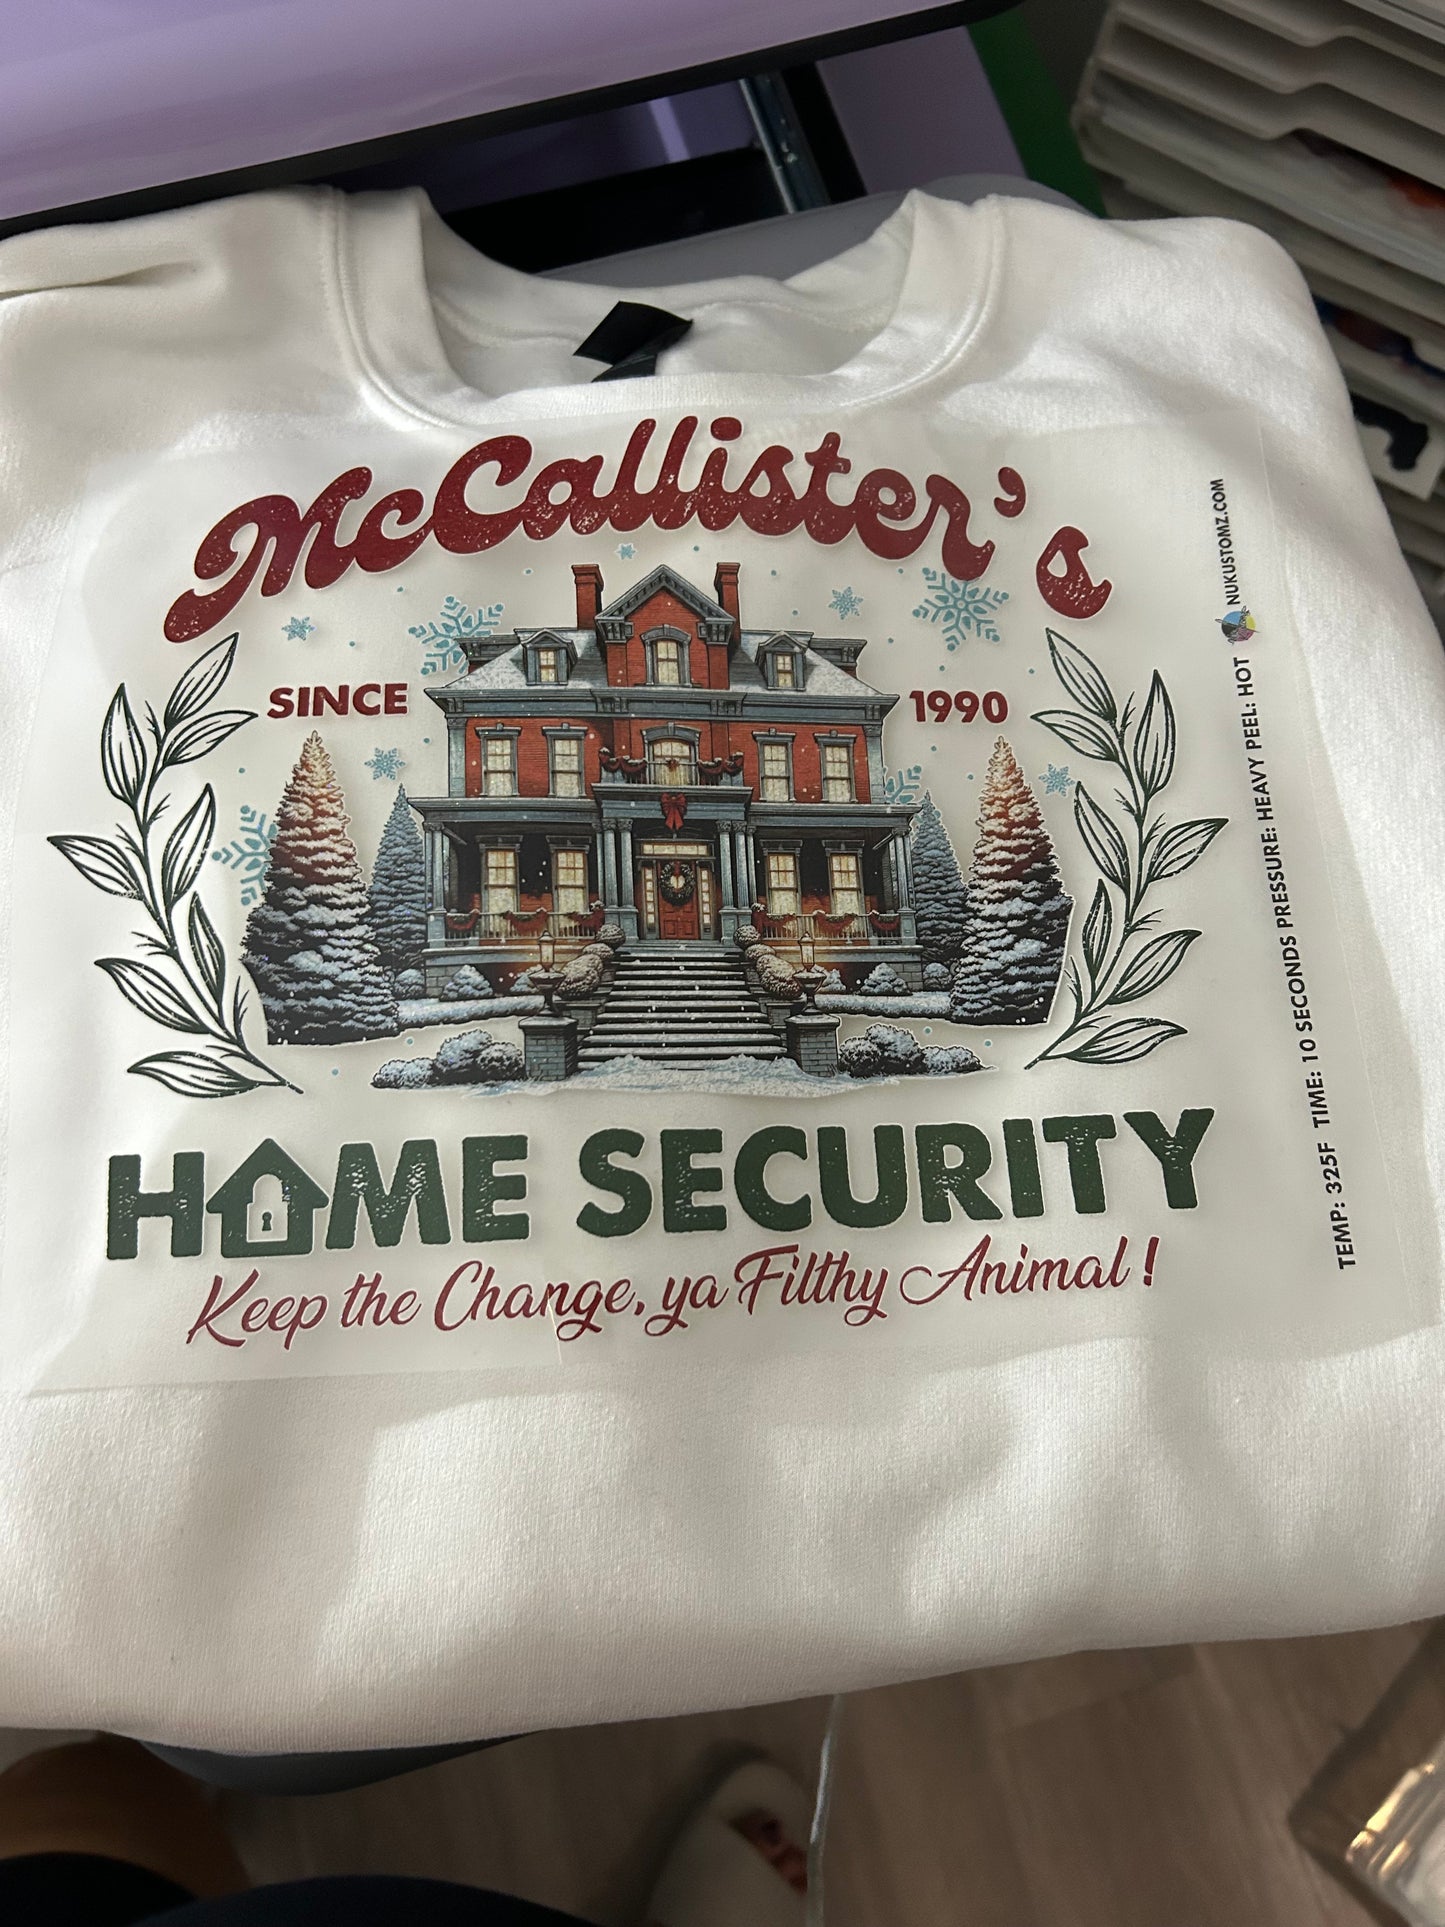 McCallister's
SINCE 1990
HOME SECURITY
Keep the Change, ya Filthy Animal!
TEMP: 325F TIME: 10 SECONDS PRESSURE: HEAVY PEEL: HOT NUKUSTOMZ.COM